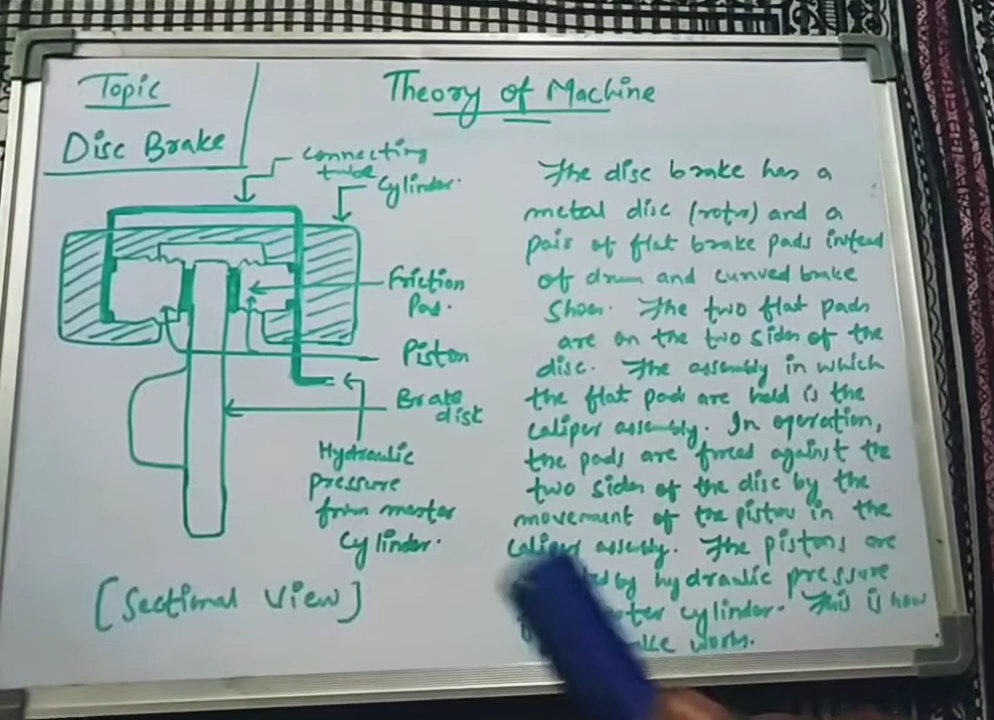 Topic
Disc Brake
Theory of Machine
connecting
tube
Cylinder.
Friction
Pad.
Piston
Brake
disk
Hydraulic
pressure
from master
Cylinder.
[Sectional View]
The disc brake has a
metal disc (rotor) and a
pair of flat brake pads instead
of drum and curved brake
shoes. The two flat pads
are on the two sides of the
disc. The assembly in which
the flat pads are held is the
caliper assembly. In operation,
the pads are forced against the
two sides of the disc by the
movement of the pistons in the
caliper assembly. The pistons are
by hydraulic pressure
cylinder. This is how
works.